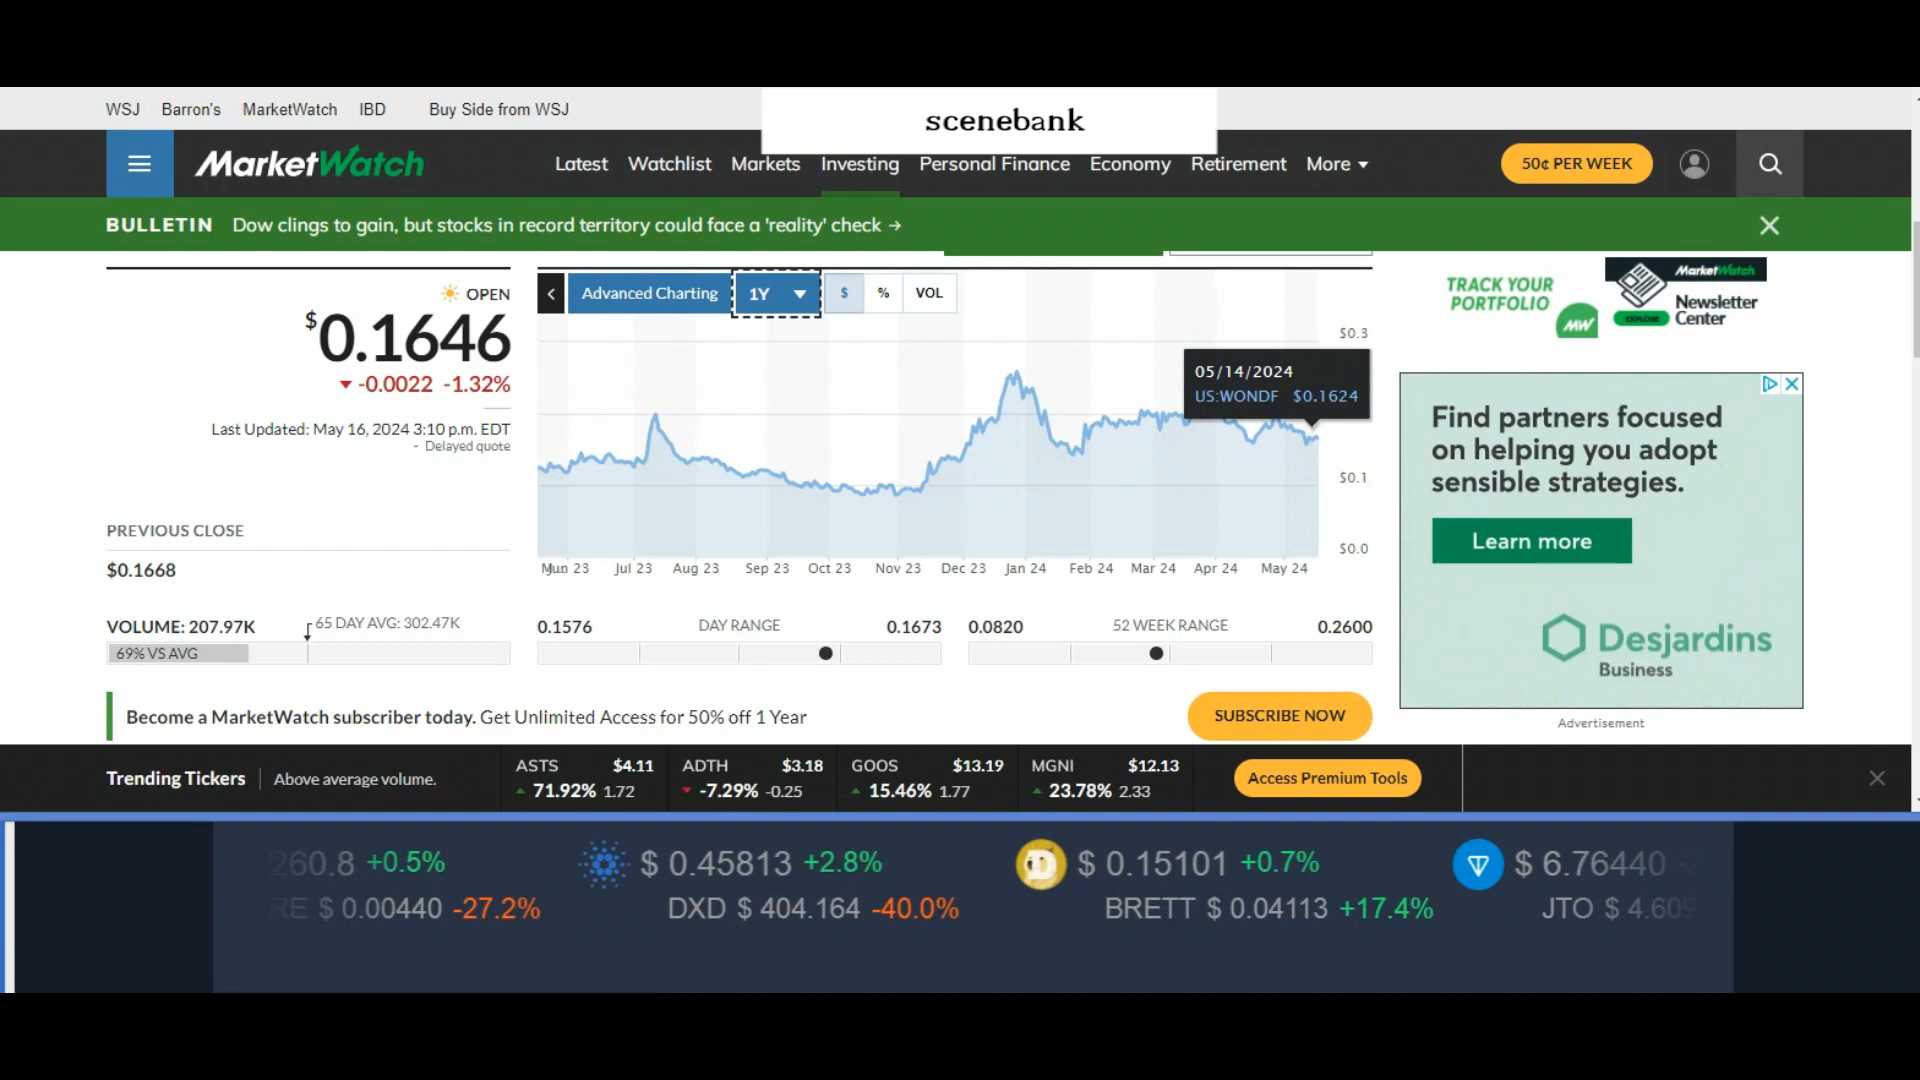 WSJ Barron's MarketWatch IBD Buy Side from WSJ
scenebank
MarketWatch Latest Watchlist Markets Investing Personal Finance Economy Retirement More 50¢ PER WEEK
BULLETIN Dow clings to gain, but stocks in record territory could face a 'reality' check →
OPEN
$0.1646
-0.0022 -1.32%
Last Updated: May 16, 2024 3:10 p.m. EDT
- Delayed quote
PREVIOUS CLOSE
$0.1668
VOLUME: 207.97K 65 DAY AVG: 302.47K
69% VS AVG
Advanced Charting 1Y $ % VOL
$0.3
05/14/2024
US:WONDF $0.1624
$0.1
$0.0
Jun 23 Jul 23 Aug 23 Sep 23 Oct 23 Nov 23 Dec 23 Jan 24 Feb 24 Mar 24 Apr 24 May 24
0.1576 DAY RANGE 0.1673
0.0820 52 WEEK RANGE 0.2600
TRACK YOUR
PORTFOLIO
MW
MarketWatch
Newsletter
Center
EXPLORE
Find partners focused
on helping you adopt
sensible strategies.
Learn more
Desjardins
Business
Advertisement
Become a MarketWatch subscriber today. Get Unlimited Access for 50% off 1 Year SUBSCRIBE NOW
Trending Tickers Above average volume.
ASTS $4.11
71.92% 1.72
ADTH $3.18
-7.29% -0.25
GOOS $13.19
15.46% 1.77
MGNI $12.13
23.78% 2.33
Access Premium Tools
260.8 +0.5% $ 0.45813 +2.8% $ 0.15101 +0.7% $ 6.76440
RE $ 0.00440 -27.2% DXD $ 404.164 -40.0% BRETT $ 0.04113 +17.4% JTO $ 4.609